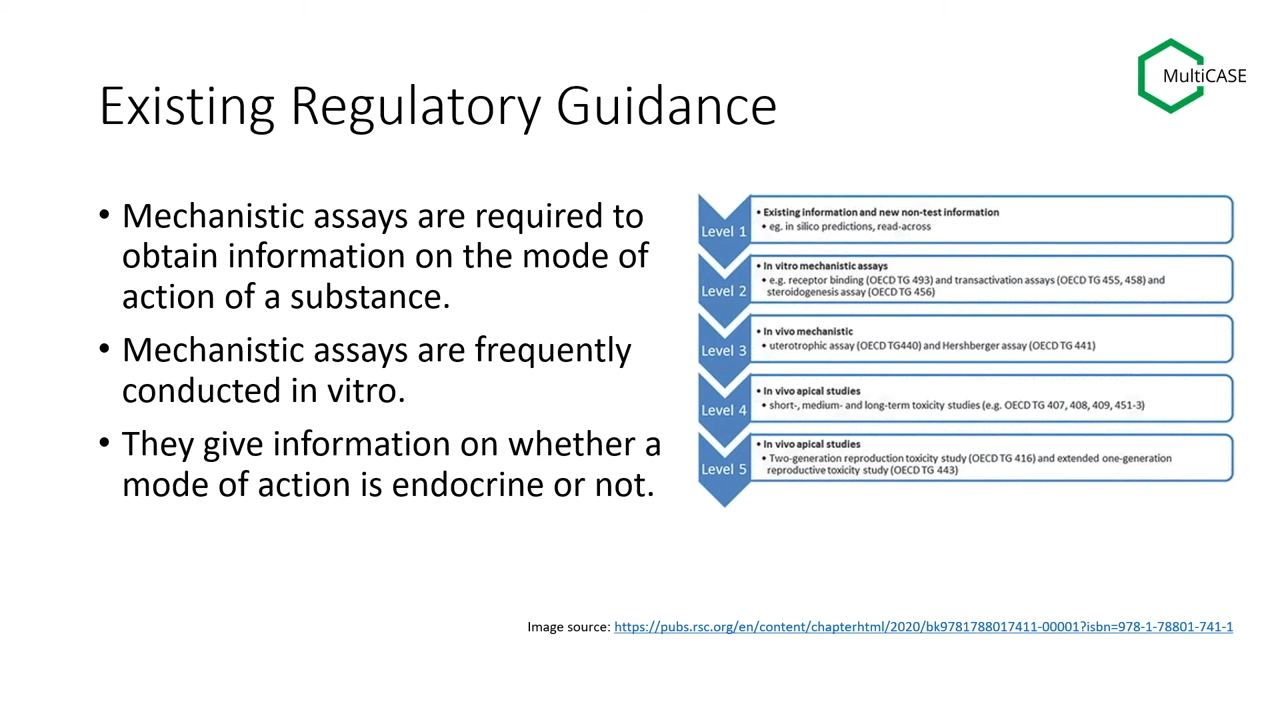 MultiCASE
Existing Regulatory Guidance
• Mechanistic assays are required to
obtain information on the mode of
action of a substance.
• Mechanistic assays are frequently
conducted in vitro.
• They give information on whether a
mode of action is endocrine or not.
Level 1
• Existing information and new non-test information
• eg. in silico predictions, read-across
Level 2
• In vitro mechanistic assays
• e.g. receptor binding (OECD TG 493) and transactivation assays (OECD TG 455, 458) and
steroidogenesis assay (OECD TG 456)
Level 3
• In vivo mechanistic
• uterotrophic assay (OECD TG440) and Hershberger assay (OECD TG 441)
Level 4
• In vivo apical studies
• short-, medium- and long-term toxicity studies (e.g. OECD TG 407, 408, 409, 451-3)
Level 5
• In vivo apical studies
• Two-generation reproduction toxicity study (OECD TG 416) and extended one-generation
reproductive toxicity study (OECD TG 443)
Image source: https://pubs.rsc.org/en/content/chapterhtml/2020/bk9781788017411-00001?isbn=978-1-78801-741-1